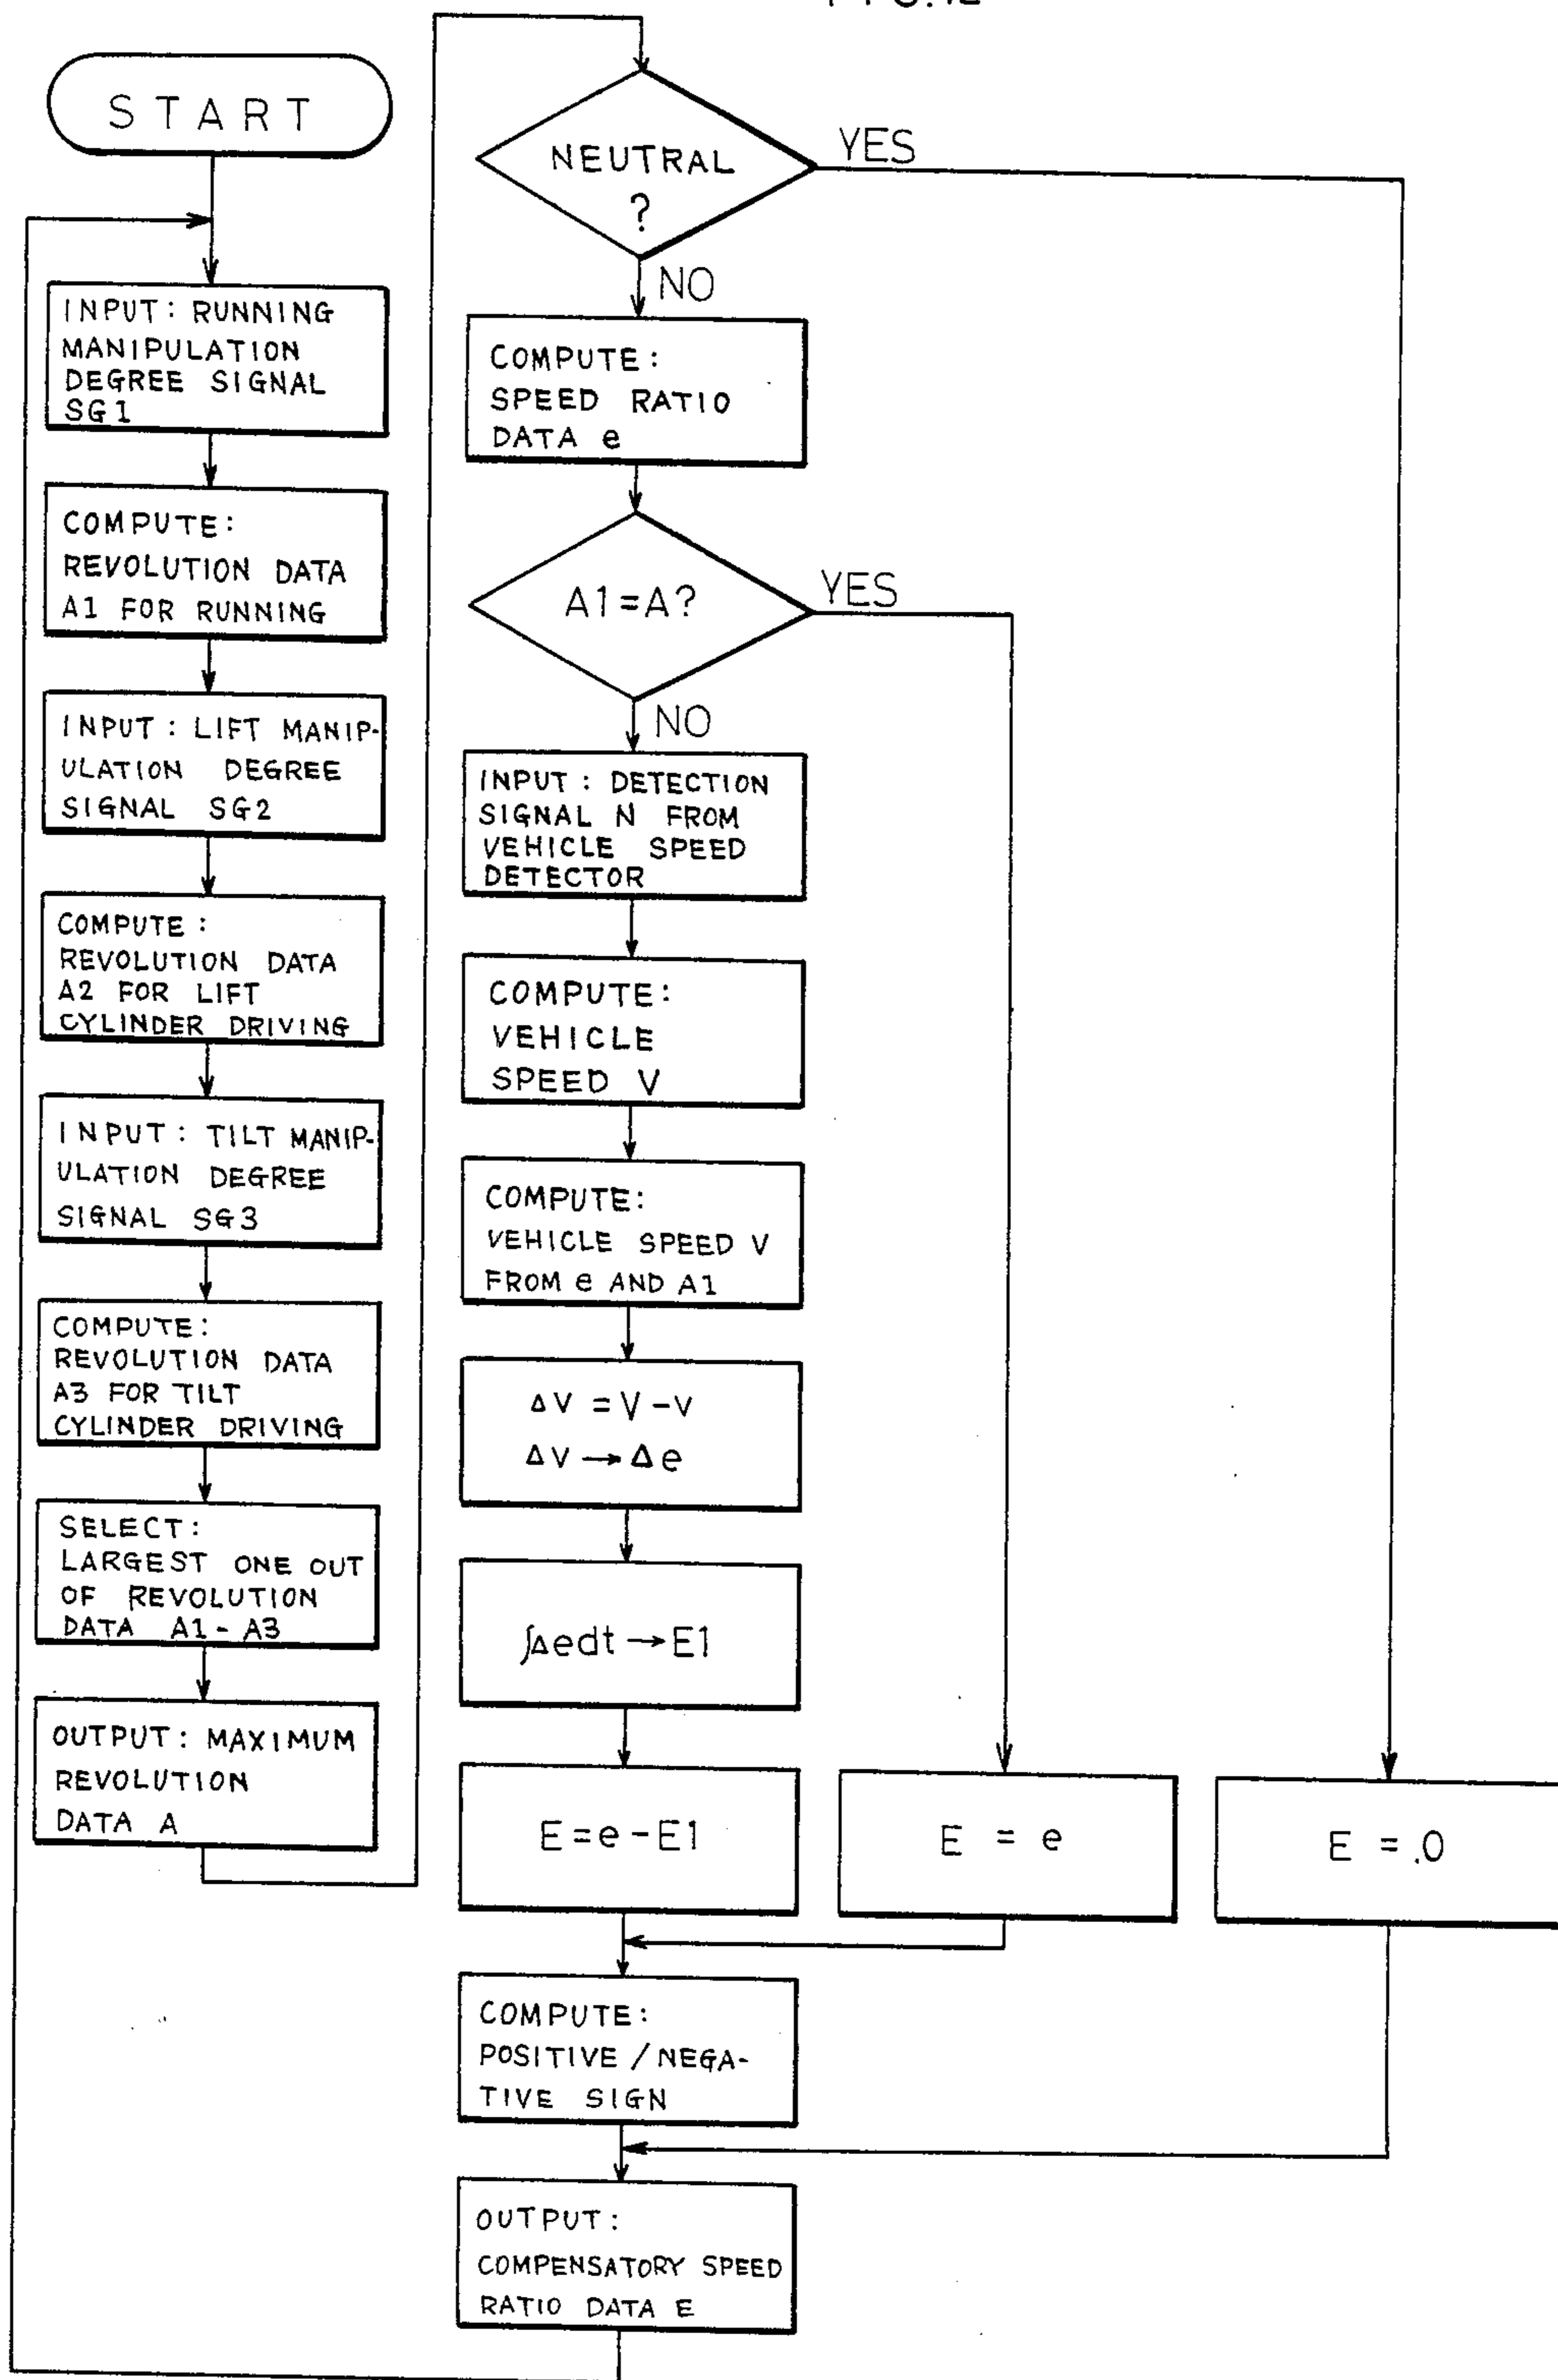 START
INPUT: RUNNING
MANIPULATION
DEGREE SIGNAL
SG1
COMPUTE:
REVOLUTION DATA
A1 FOR RUNNING
INPUT: LIFT MANIP-
ULATION DEGREE
SIGNAL SG2
COMPUTE:
REVOLUTION DATA
A2 FOR LIFT
CYLINDER DRIVING
INPUT: TILT MANIP-
ULATION DEGREE
SIGNAL SG3
COMPUTE:
REVOLUTION DATA
A3 FOR TILT
CYLINDER DRIVING
SELECT:
LARGEST ONE OUT
OF REVOLUTION
DATA A1-A3
OUTPUT: MAXIMUM
REVOLUTION
DATA A
NEUTRAL
?
YES
NO
COMPUTE:
SPEED RATIO
DATA e
A1=A?
YES
NO
INPUT: DETECTION
SIGNAL N FROM
VEHICLE SPEED
DETECTOR
COMPUTE:
VEHICLE
SPEED V
COMPUTE:
VEHICLE SPEED V
FROM e AND A1
ΔV = V - v
ΔV → Δe
∫Δedt → E1
E = e - E1
E = e
E = 0
COMPUTE:
POSITIVE / NEGA-
TIVE SIGN
OUTPUT:
COMPENSATORY SPEED
RATIO DATA E